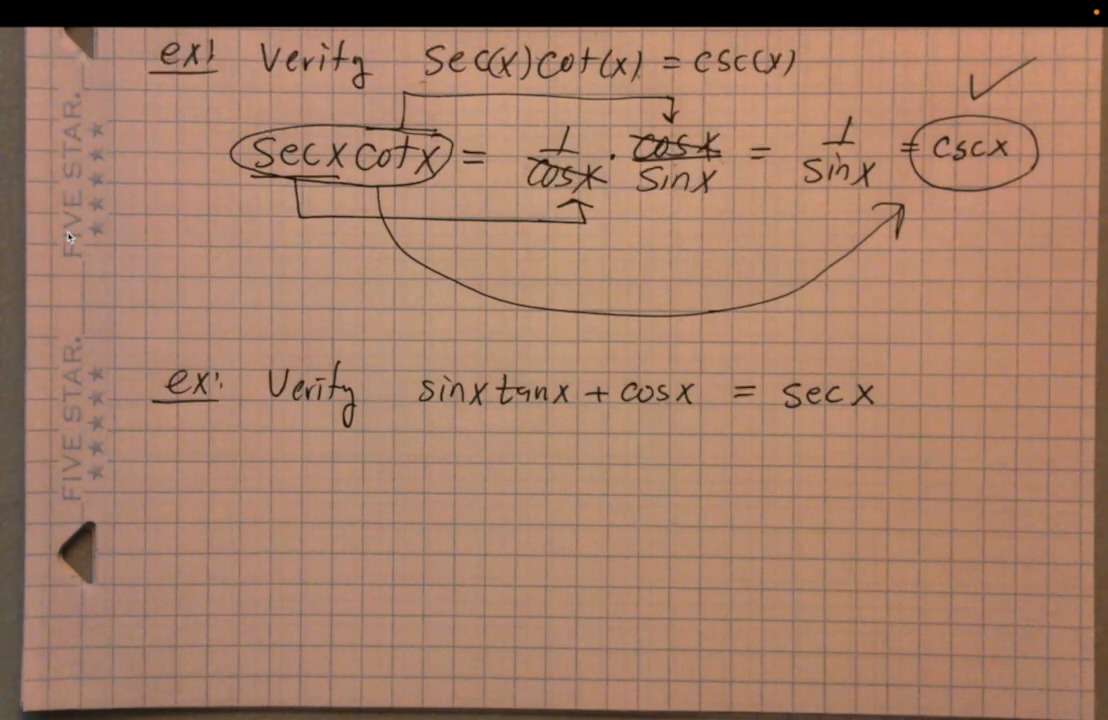 ex: Verify sec(x)cot(x) = csc(x)
secx cotx = 1/cosx · cosx/sinx = 1/sinx = cscx ✓
FIVE STAR.
★★★★
ex: Verify sinx tanx + cosx = sec x
FIVE STAR.
★★★★